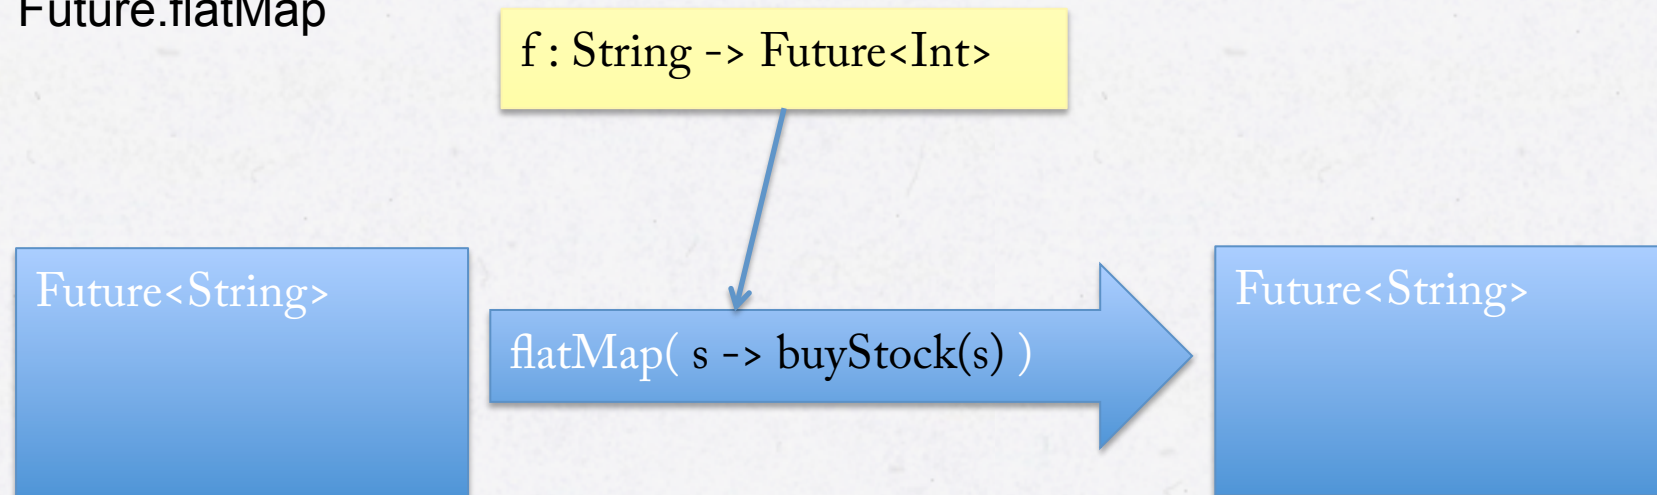 Future.flatMap
f : String -> Future<Int>
Future<String>
flatMap( s -> buyStock(s) )
Future<String>